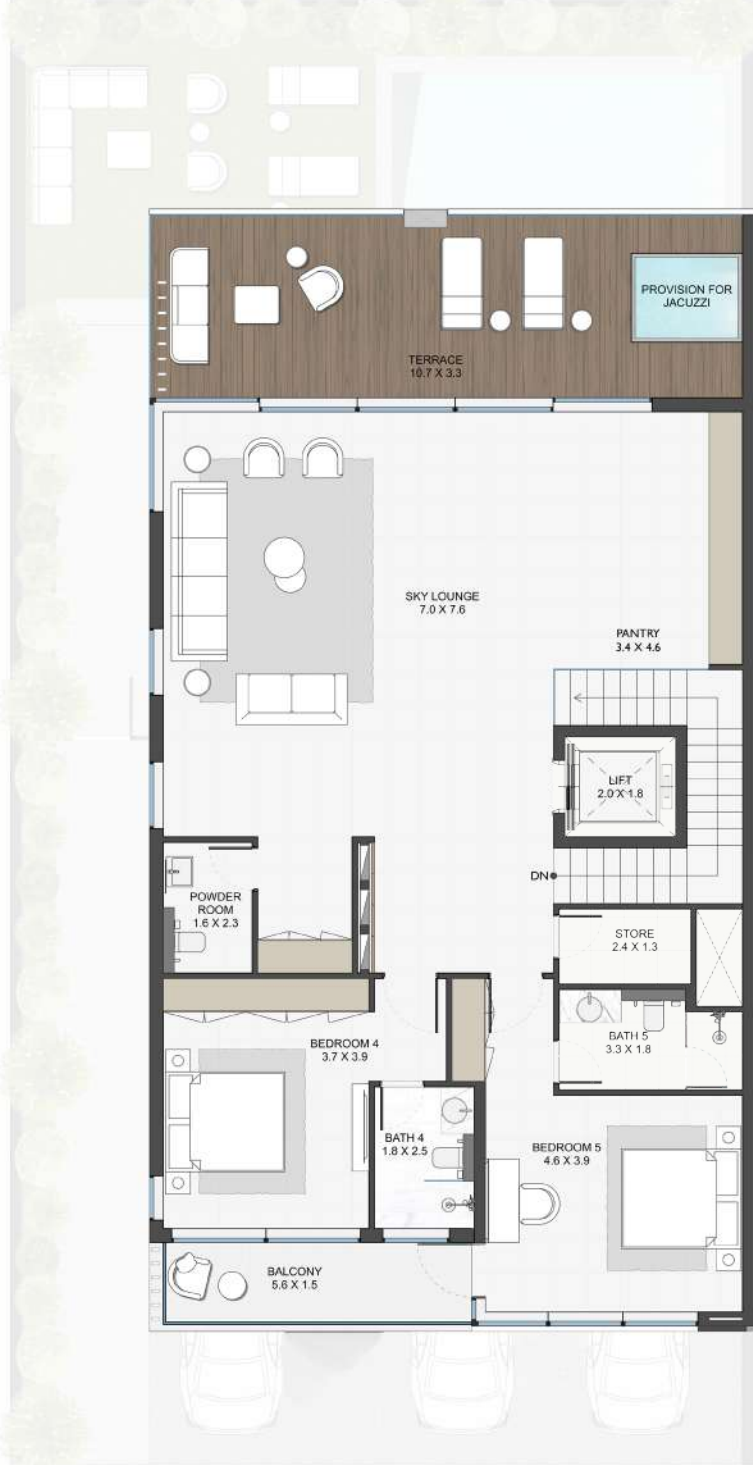 PROVISION FOR
JACUZZI
TERRACE
10.7 X 3.3
SKY LOUNGE
7.0 X 7.6
PANTRY
3.4 X 4.6
LIFT
2.0 X 1.8
DN
POWDER
ROOM
1.6 X 2.3
STORE
2.4 X 1.3
BATH 5
3.3 X 1.8
BEDROOM 4
3.7 X 3.9
BATH 4
1.8 X 2.5
BEDROOM 5
4.6 X 3.9
BALCONY
5.6 X 1.5